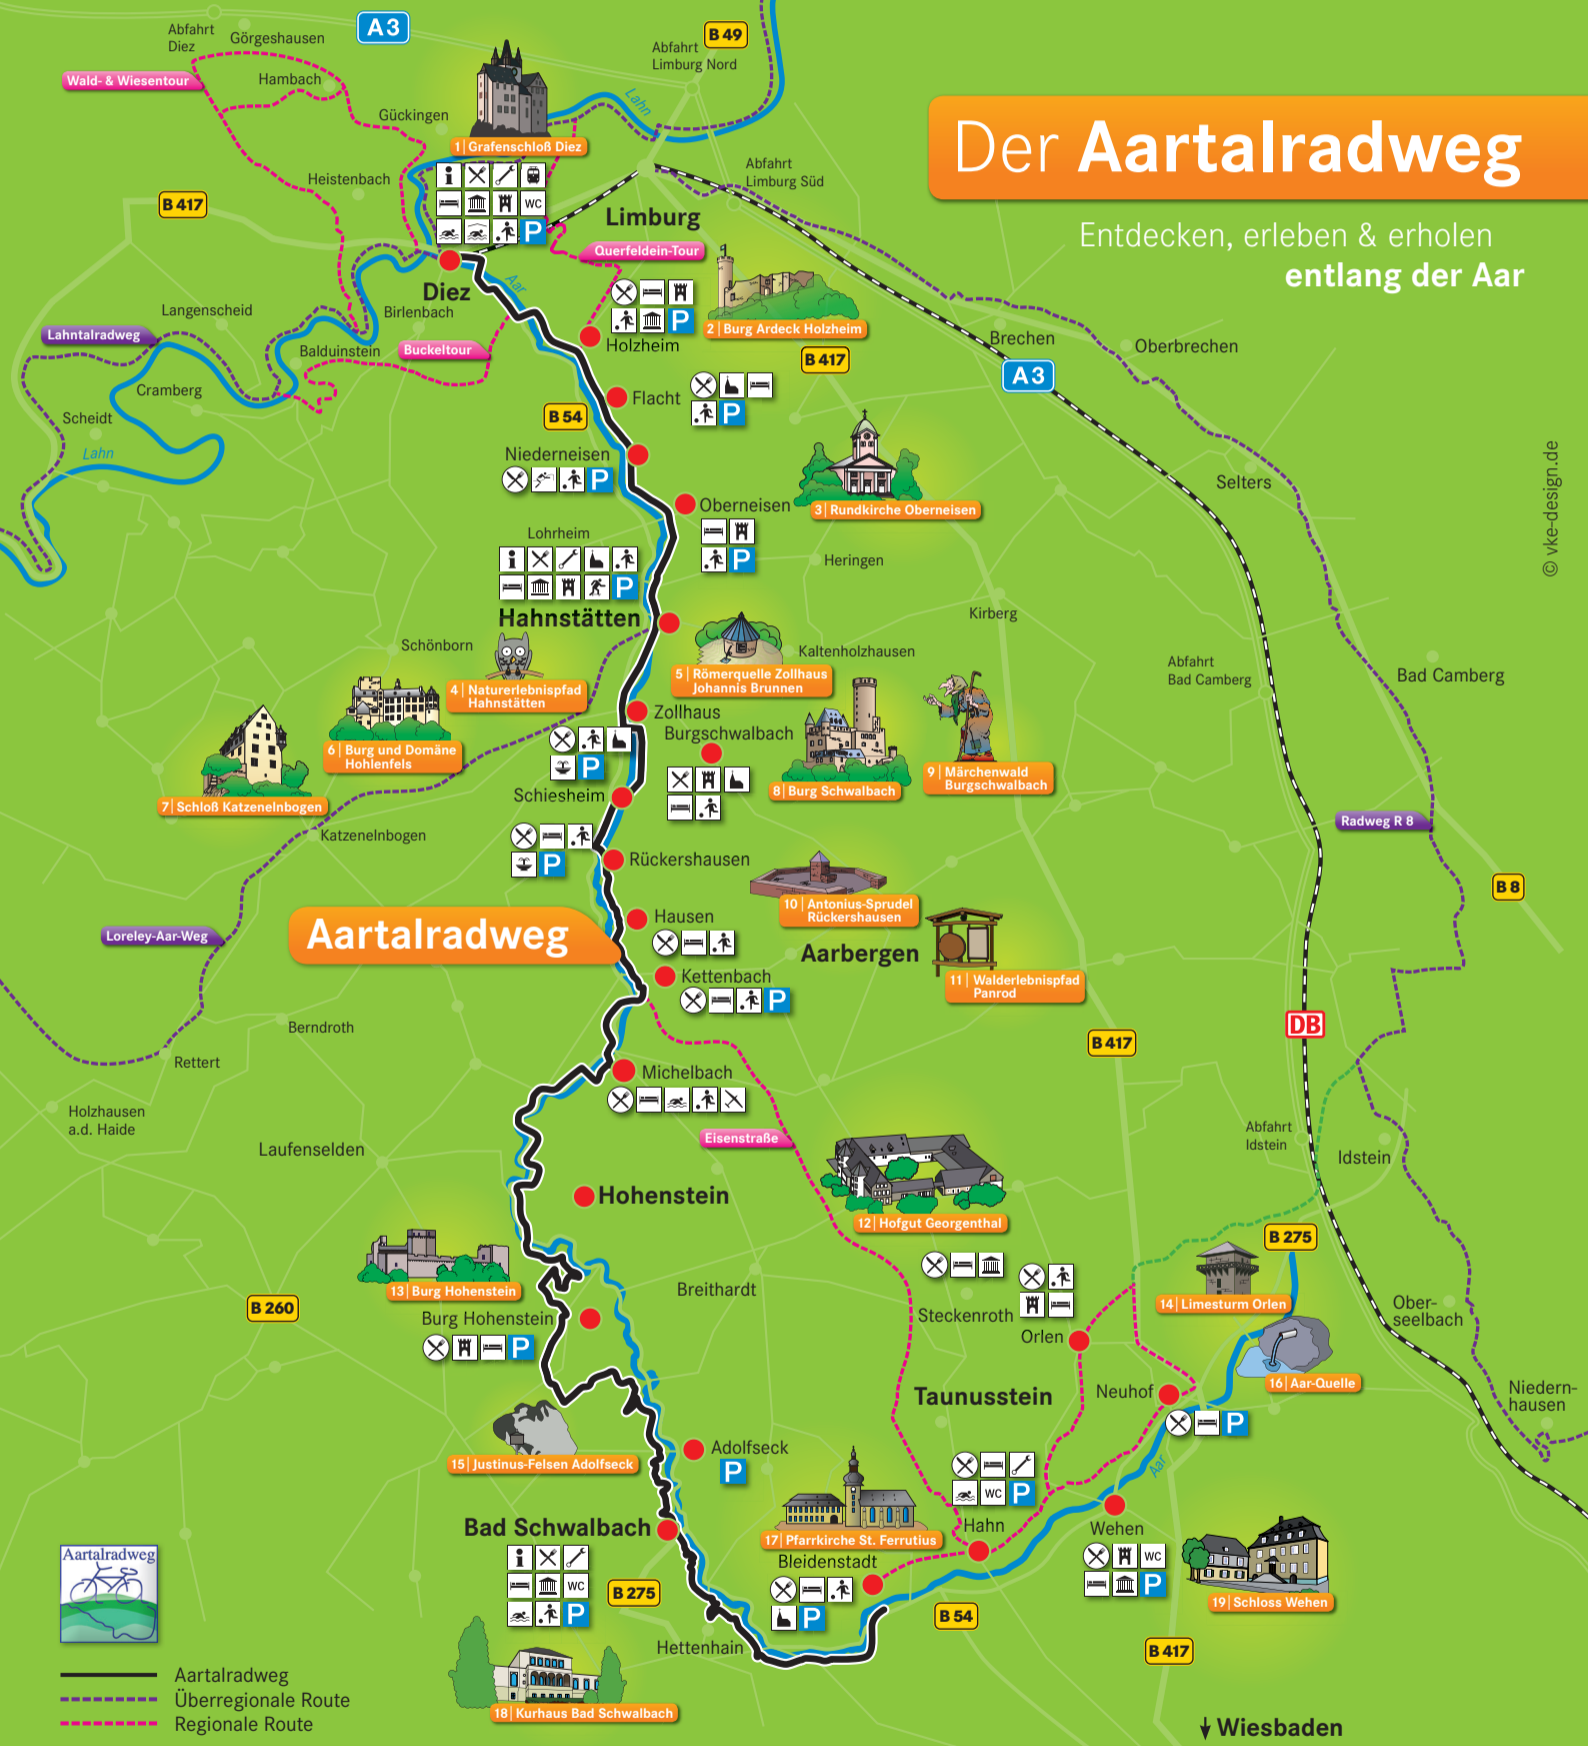 Der Aartalradweg
Entdecken, erleben & erholen
entlang der Aar
© vke-design.de
Abfahrt
Diez
Görgeshausen
A 3
Abfahrt
Limburg Nord
B 49
Wald- & Wiesentour
Hambach
Gückingen
Lahn
1 | Grafenschloß Diez
Heistenbach
WC
P
B 417
Limburg
Abfahrt
Limburg Süd
Querfeldein-Tour
Diez
Aar
Langenscheid
Birlenbach
Lahntalradweg
Balduinstein
Buckeltour
Cramberg
Scheidt
Lahn
P
Holzheim
2 | Burg Ardeck Holzheim
B 417
Brechen
A 3
Oberbrechen
Flacht
P
B 54
Niederneisen
P
3 | Rundkirche Oberneisen
Selters
Oberneisen
P
Lohrheim
P
Hahnstätten
Heringen
Kirberg
Schönborn
4 | Naturerlebnispfad
Hahnstätten
5 | Römerquelle Zollhaus
Johannis Brunnen
Kaltenholzhausen
Abfahrt
Bad Camberg
Bad Camberg
6 | Burg und Domäne
Hohlenfels
7 | Schloß Katzenelnbogen
Zollhaus
P
Burgschwalbach
8 | Burg Schwalbach
9 | Märchenwald
Burgschwalbach
Schiesheim
P
Katzenelnbogen
Rückershausen
Radweg R 8
B 8
10 | Antonius-Sprudel
Rückershausen
Aartalradweg
Loreley-Aar-Weg
Hausen
Aarbergen
11 | Walderlebnispfad
Panrod
Kettenbach
P
Berndroth
Rettert
DB
B 417
Michelbach
Holzhausen
a.d. Haide
Laufenselden
Eisenstraße
Abfahrt
Idstein
Idstein
Hohenstein
12 | Hofgut Georgenthal
B 275
13 | Burg Hohenstein
B 260
Burg Hohenstein
P
Breithardt
Steckenroth
Orlen
14 | Limesturm Orlen
Ober-
seelbach
Taunusstein
Neuhof
P
16 | Aar-Quelle
Niedern-
hausen
15 | Justinus-Felsen Adolfseck
Adolfseck
P
Aar
WC
P
Hahn
Wehen
WC
P
Bad Schwalbach
WC
P
B 275
17 | Pfarrkirche St. Ferrutius
Bleidenstadt
P
B 54
19 | Schloss Wehen
B 417
Hettenhain
18 | Kurhaus Bad Schwalbach
Wiesbaden
Aartalradweg
Aartalradweg
Überregionale Route
Regionale Route